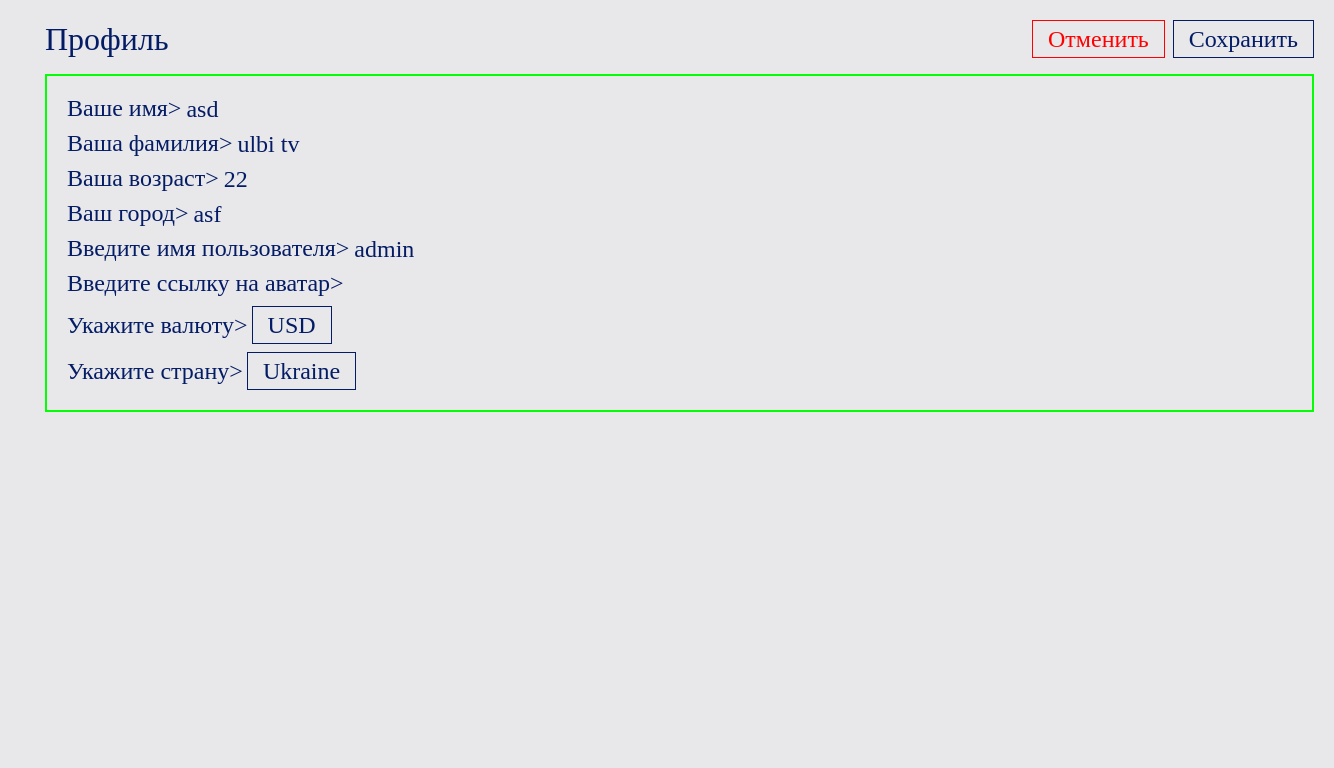 Профиль
Отменить
Сохранить
Ваше имя> asd
Ваша фамилия> ulbi tv
Ваша возраст> 22
Ваш город> asf
Введите имя пользователя> admin
Введите ссылку на аватар>
Укажите валюту> USD
Укажите страну> Ukraine